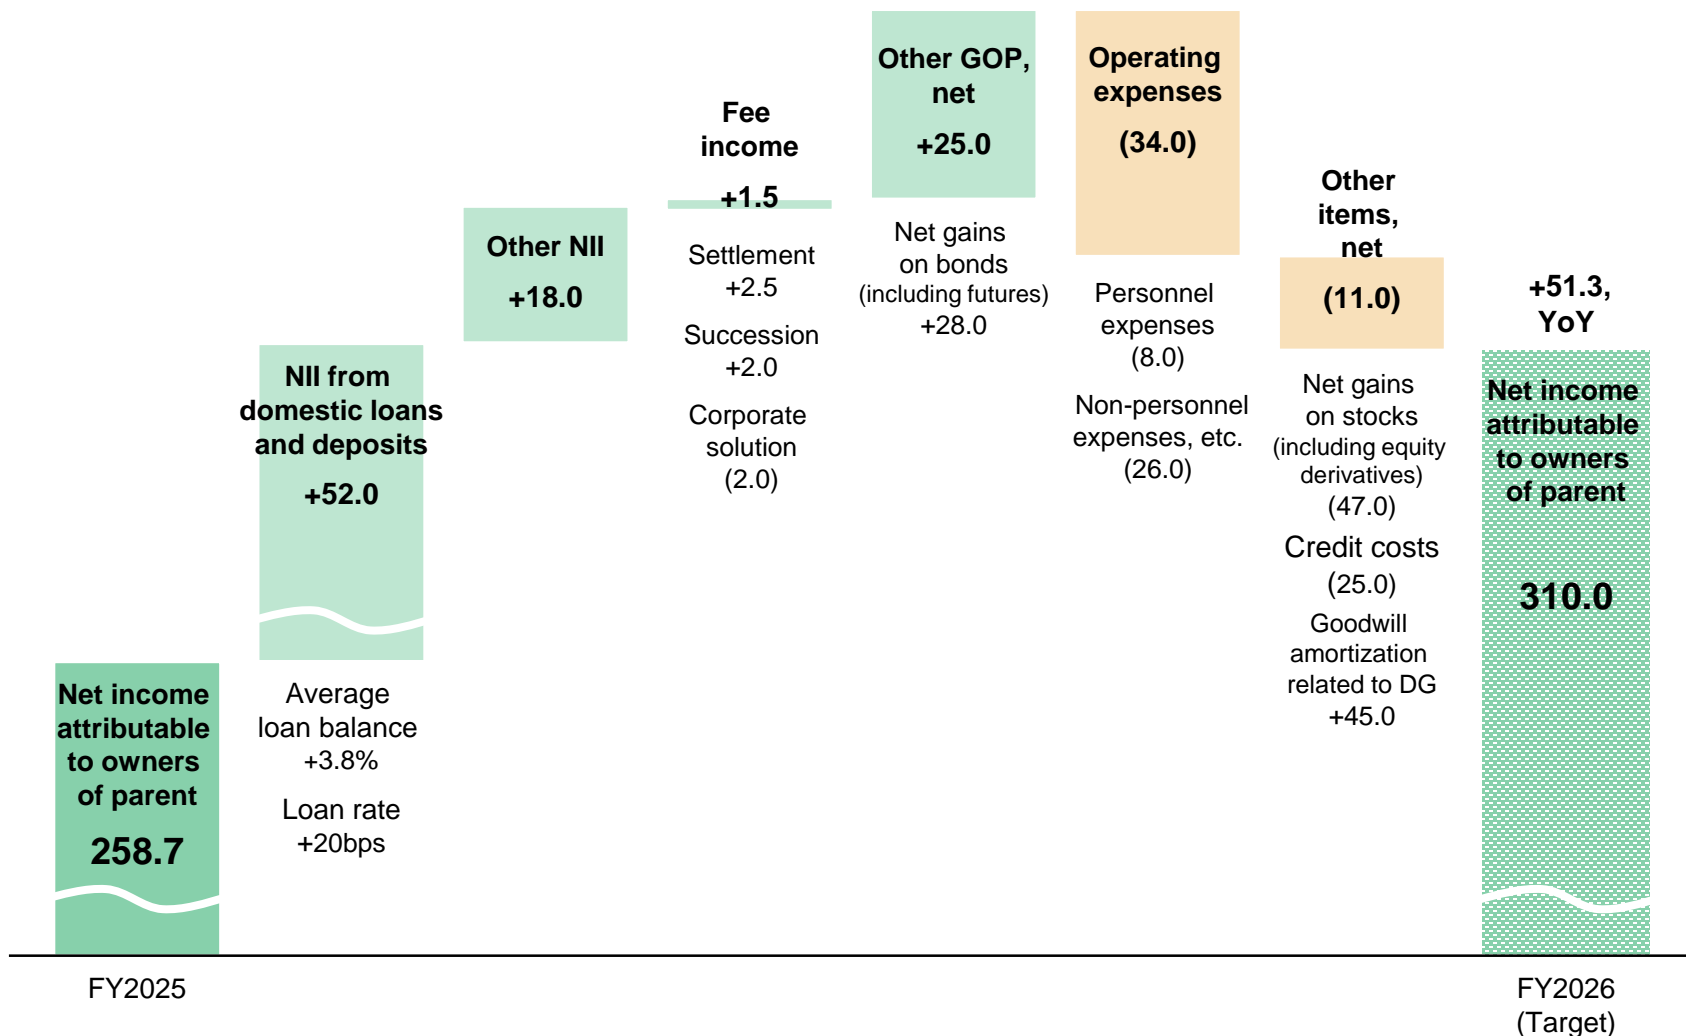 Net income
attributable
to owners
of parent
258.7
FY2025
NII from
domestic loans
and deposits
+52.0
Average
loan balance
+3.8%
Loan rate
+20bps
Other NII
+18.0
Fee
income
+1.5
Settlement
+2.5
Succession
+2.0
Corporate
solution
(2.0)
Other GOP,
net
+25.0
Net gains
on bonds
(including futures)
+28.0
Operating
expenses
(34.0)
Personnel
expenses
(8.0)
Non-personnel
expenses, etc.
(26.0)
Other
items,
net
(11.0)
Net gains
on stocks
(including equity
derivatives)
(47.0)
Credit costs
(25.0)
Goodwill
amortization
related to DG
+45.0
+51.3,
YoY
Net income
attributable
to owners
of parent
310.0
FY2026
(Target)